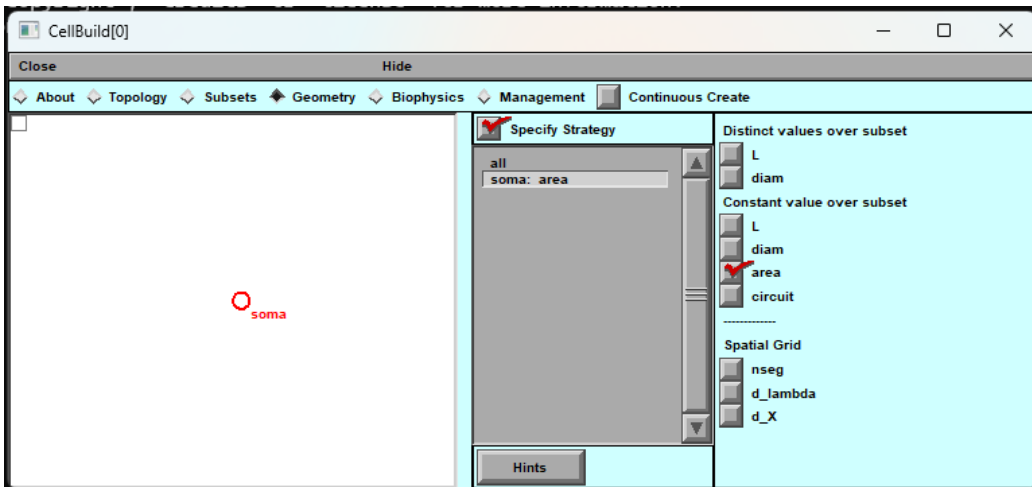 CellBuild[0]
Close Hide
About Topology Subsets Geometry Biophysics Management Continuous Create
Specify Strategy
all
soma: area
Hints
soma
Distinct values over subset
L
diam
Constant value over subset
L
diam
area
circuit
-------------
Spatial Grid
nseg
d_lambda
d_X